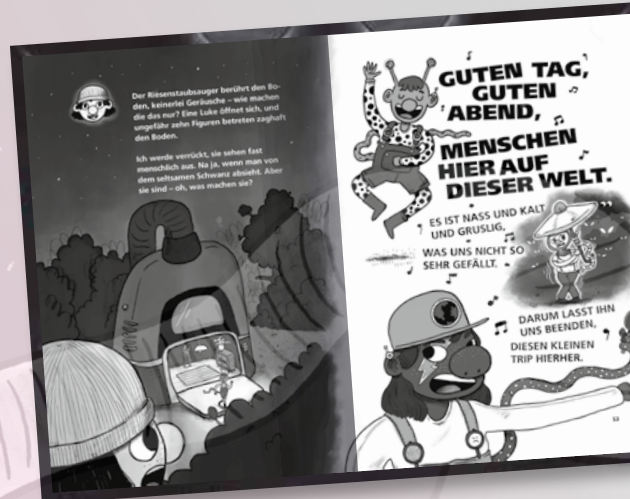 Der Riesenstaubsauger berührt den Bo-
den, keinerlei Geräusche – wie machen
die das nur? Eine Luke öffnet sich, und
ungefähr zehn Figuren betreten zaghaft
den Boden.
Ich werde verrückt, sie sehen fast
menschlich aus. Na ja, wenn man von
dem seltsamen Schwanz absieht. Aber
sie sind – oh, was machen sie?
GUTEN TAG,
GUTEN
ABEND,
MENSCHEN
HIER AUF
DIESER WELT.
ES IST NASS UND KALT
UND GRUSLIG,
WAS UNS NICHT SO
SEHR GEFÄLLT.
DARUM LASST IHN
UNS BEENDEN,
DIESEN KLEINEN
TRIP HIERHER.
53